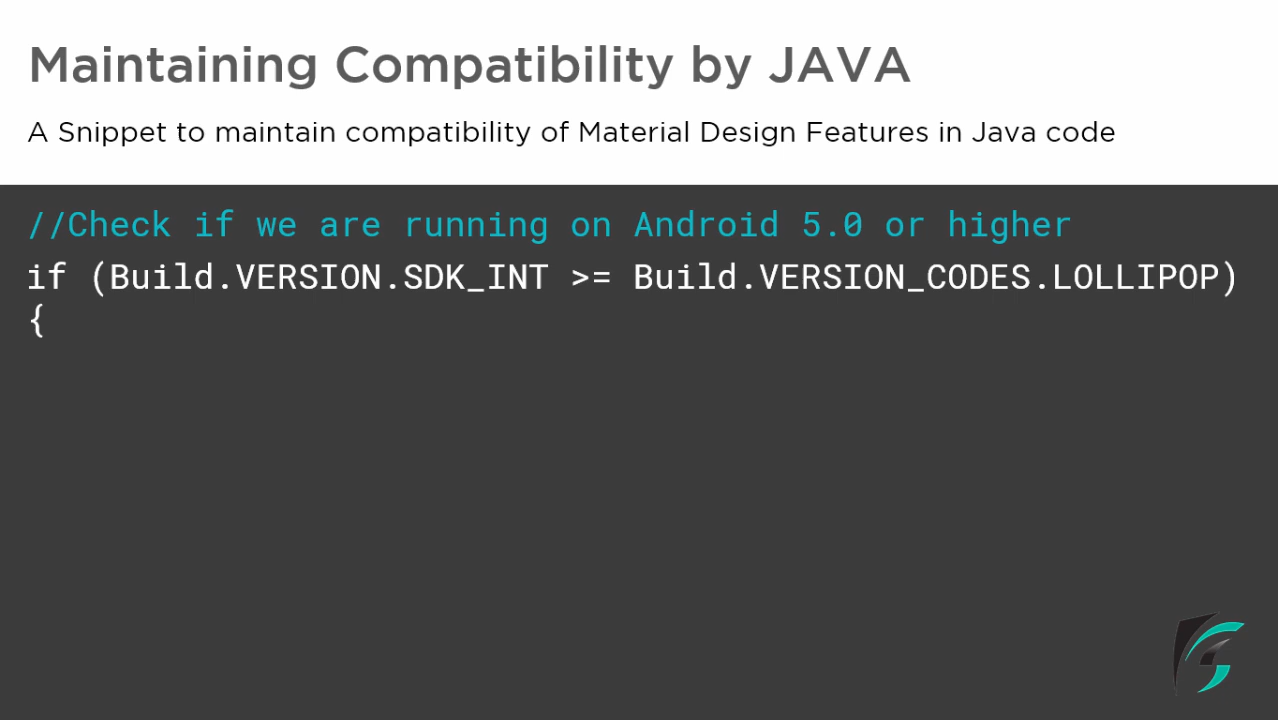 Maintaining Compatibility by JAVA
A Snippet to maintain compatibility of Material Design Features in Java code
//Check if we are running on Android 5.0 or higher
if (Build.VERSION.SDK_INT >= Build.VERSION_CODES.LOLLIPOP)
{